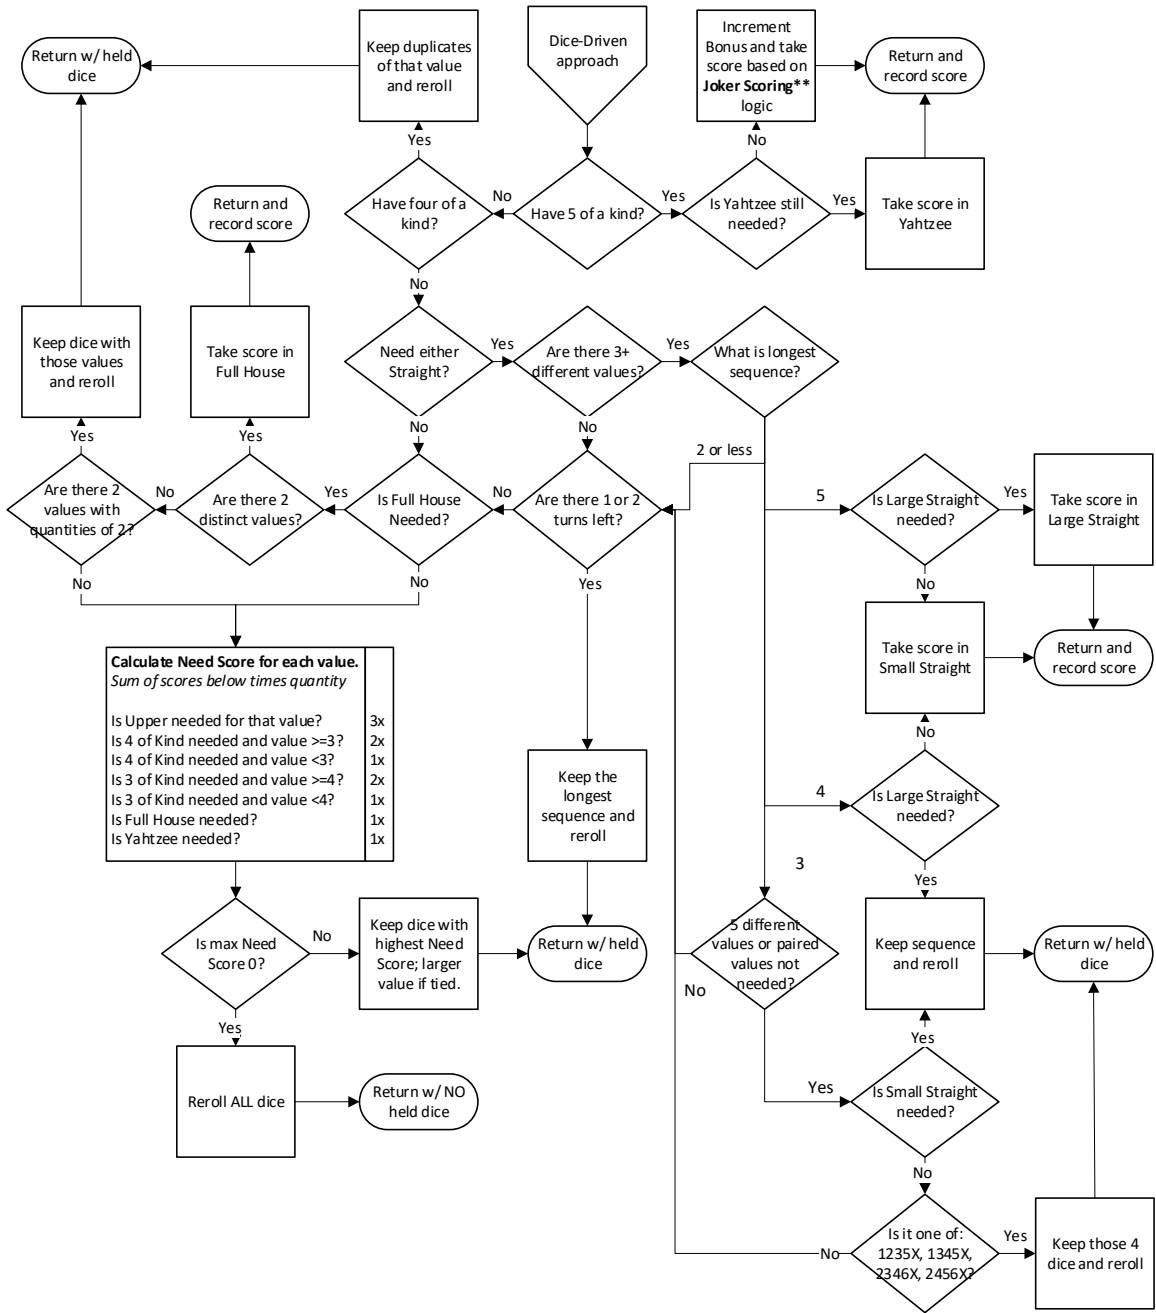 Return w/ held
dice
Keep duplicates
of that value
and reroll
Dice-Driven
approach
Increment
Bonus and take
score based on
Joker Scoring**
logic
Return and
record score
Yes
No
Return and
record score
Have four of a
kind?
No
Have 5 of a kind?
Yes
Is Yahtzee still
needed?
Yes
Take score in
Yahtzee
No
Keep dice with
those values
and reroll
Take score in
Full House
Need either
Straight?
Yes
Are there 3+
different values?
Yes
What is longest
sequence?
Yes
Yes
No
No
2 or less
Are there 2
values with
quantities of 2?
No
Are there 2
distinct values?
Yes
Is Full House
Needed?
No
Are there 1 or 2
turns left?
5
Is Large Straight
needed?
Yes
Take score in
Large Straight
No
No
Yes
No
Take score in
Small Straight
Return and
record score
Calculate Need Score for each value.
Sum of scores below times quantity
Is Upper needed for that value? 3x
Is 4 of Kind needed and value >=3? 2x
Is 4 of Kind needed and value <3? 1x
Is 3 of Kind needed and value >=4? 2x
Is 3 of Kind needed and value <4? 1x
Is Full House needed? 1x
Is Yahtzee needed? 1x
No
Keep the
longest
sequence and
reroll
4
Is Large Straight
needed?
3
Yes
Is max Need
Score 0?
No
Keep dice with
highest Need
Score; larger
value if tied.
Return w/ held
dice
5 different
values or paired
values not
needed?
No
Keep sequence
and reroll
Return w/ held
dice
Yes
Yes
Reroll ALL dice
Return w/ NO
held dice
Yes
Is Small Straight
needed?
No
No
Is it one of:
1235X, 1345X,
2346X, 2456X?
Yes
Keep those 4
dice and reroll